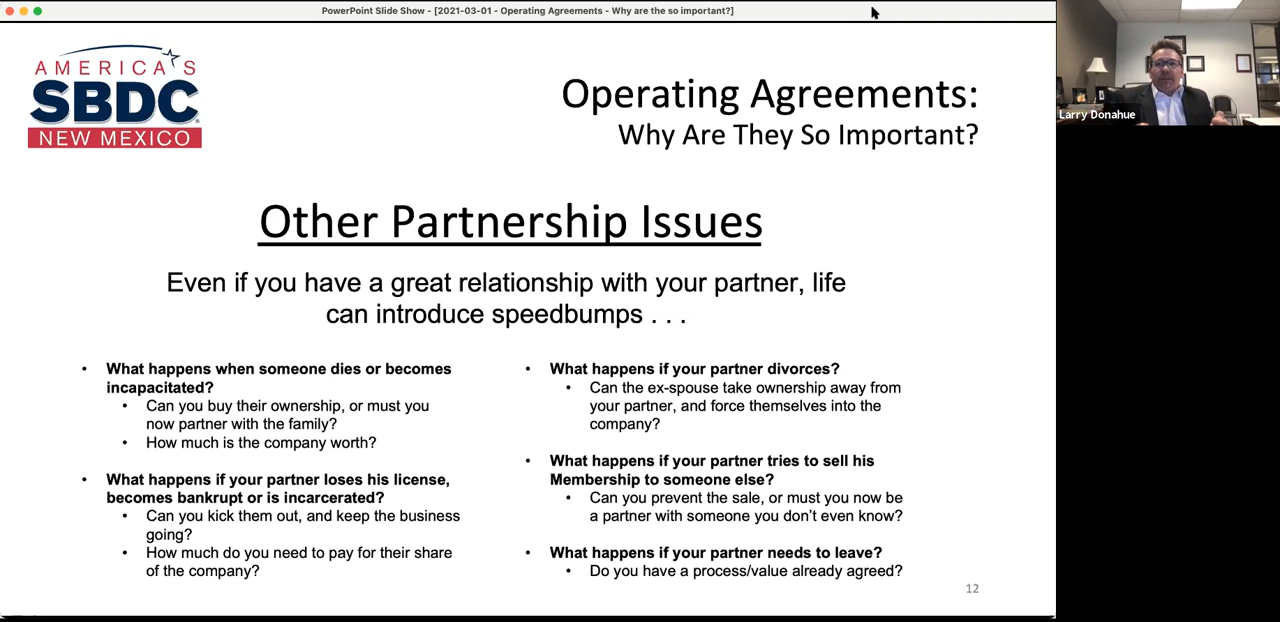 PowerPoint Slide Show - [2021-03-01 - Operating Agreements - Why are the so important?]
AMERICA'S
SBDC
NEW MEXICO
Operating Agreements:
Why Are They So Important?
Larry Donahue
Other Partnership Issues
Even if you have a great relationship with your partner, life
can introduce speedbumps . . .
• What happens when someone dies or becomes
incapacitated?
• Can you buy their ownership, or must you
now partner with the family?
• How much is the company worth?
• What happens if your partner loses his license,
becomes bankrupt or is incarcerated?
• Can you kick them out, and keep the business
going?
• How much do you need to pay for their share
of the company?
• What happens if your partner divorces?
• Can the ex-spouse take ownership away from
your partner, and force themselves into the
company?
• What happens if your partner tries to sell his
Membership to someone else?
• Can you prevent the sale, or must you now be
a partner with someone you don't even know?
• What happens if your partner needs to leave?
• Do you have a process/value already agreed?
12